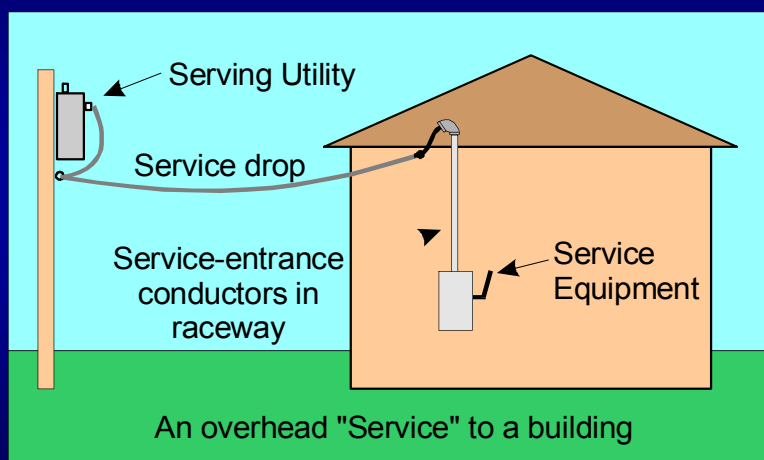 Serving Utility
Service drop
Service-entrance
conductors in
raceway
Service
Equipment
An overhead "Service" to a building